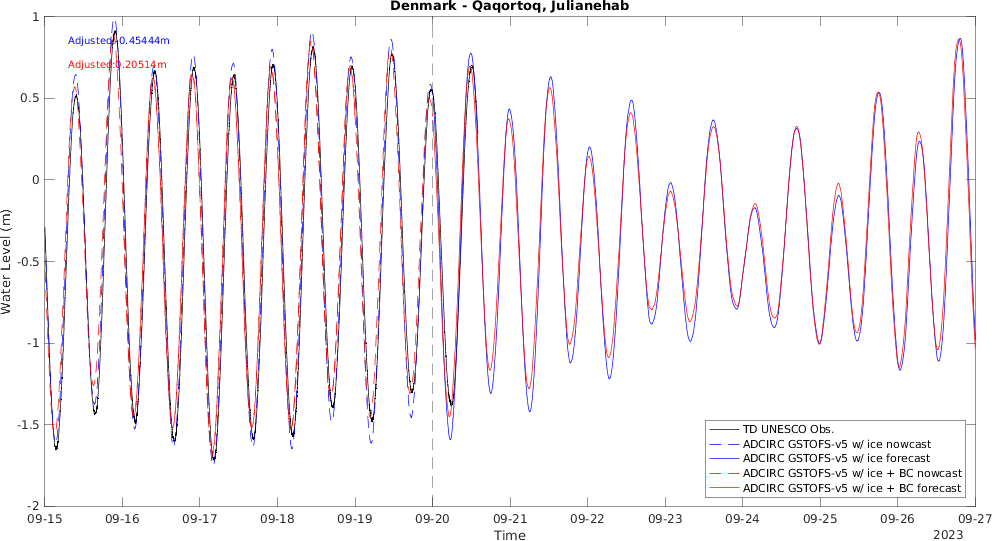 Denmark - Qaqortoq, Julianehab
Adjusted:-0.45444m
Adjusted:0.20514m
Water Level (m)
1
0.5
0
-0.5
-1
-1.5
-2
TD UNESCO Obs.
ADCIRC GSTOFS-v5 w/ ice nowcast
ADCIRC GSTOFS-v5 w/ ice forecast
ADCIRC GSTOFS-v5 w/ ice + BC nowcast
ADCIRC GSTOFS-v5 w/ ice + BC forecast
09-15 09-16 09-17 09-18 09-19 09-20 09-21 09-22 09-23 09-24 09-25 09-26 09-27
Time
2023